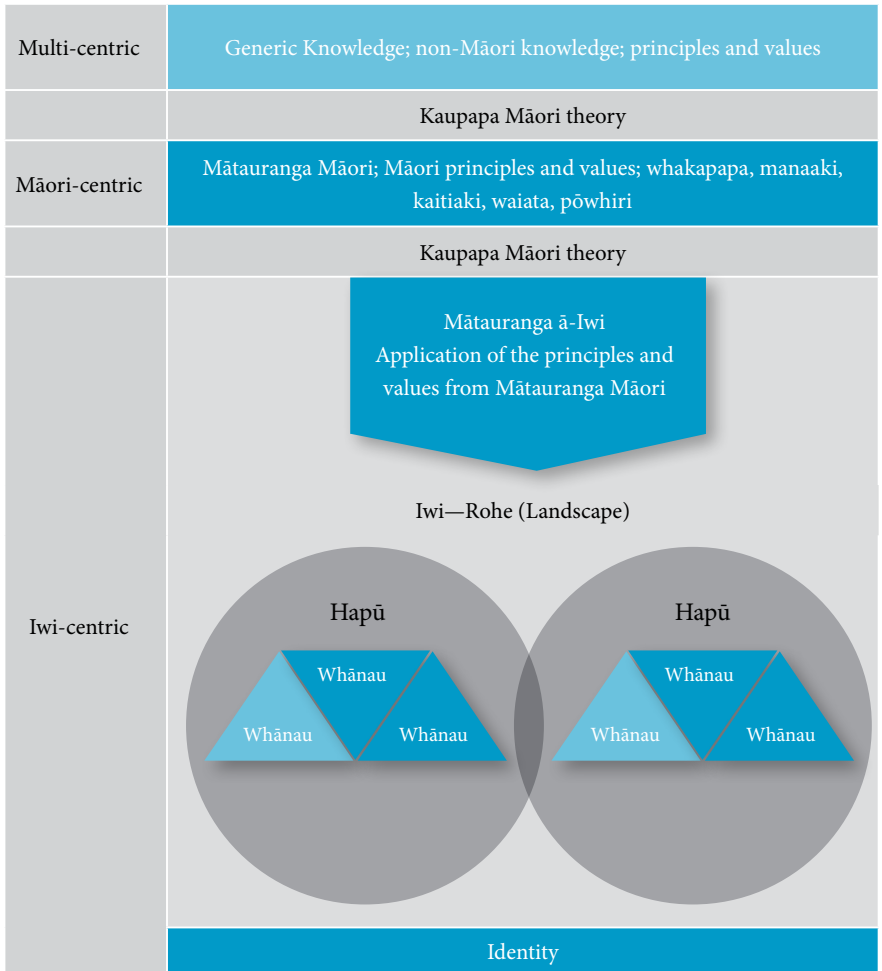 Multi-centric
Generic Knowledge; non-Māori knowledge; principles and values
Kaupapa Māori theory
Māori-centric
Mātauranga Māori; Māori principles and values; whakapapa, manaaki,
kaitiaki, waiata, pōwhiri
Kaupapa Māori theory
Iwi-centric
Mātauranga ā-Iwi
Application of the principles and
values from Mātauranga Māori
Iwi—Rohe (Landscape)
Hapū
Whānau
Whānau
Whānau
Hapū
Whānau
Whānau
Whānau
Identity